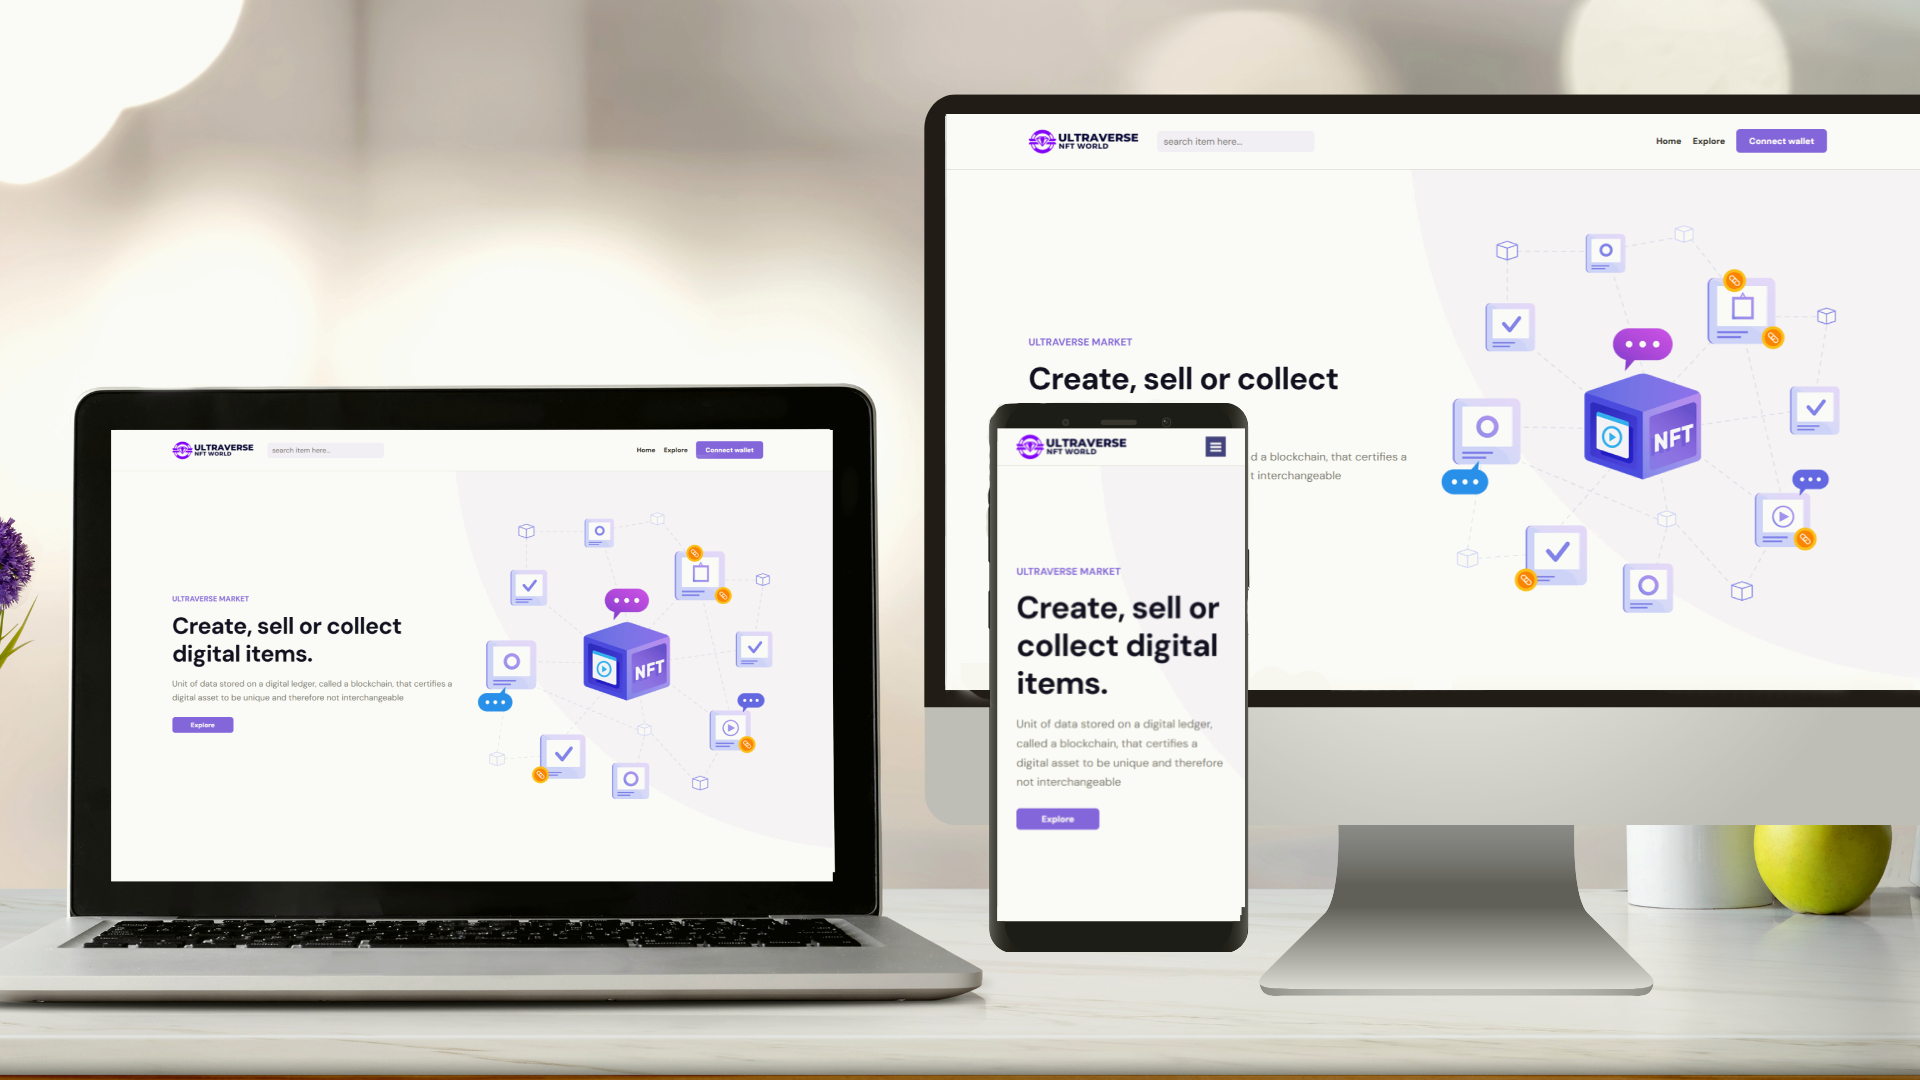 ULTRAVERSE
NFT WORLD
search item here...
Home
Explore
Connect wallet
ULTRAVERSE MARKET
Create, sell or collect
digital items.
Unit of data stored on a digital ledger, called a blockchain, that certifies a
digital asset to be unique and therefore not interchangeable
Explore
NFT
ULTRAVERSE
NFT WORLD
ULTRAVERSE MARKET
Create, sell or
collect digital
items.
Unit of data stored on a digital ledger,
called a blockchain, that certifies a
digital asset to be unique and therefore
not interchangeable
Explore
ULTRAVERSE
NFT WORLD
search item here...
Home
Explore
Connect wallet
ULTRAVERSE MARKET
Create, sell or collect
d a blockchain, that certifies a
t interchangeable
NFT